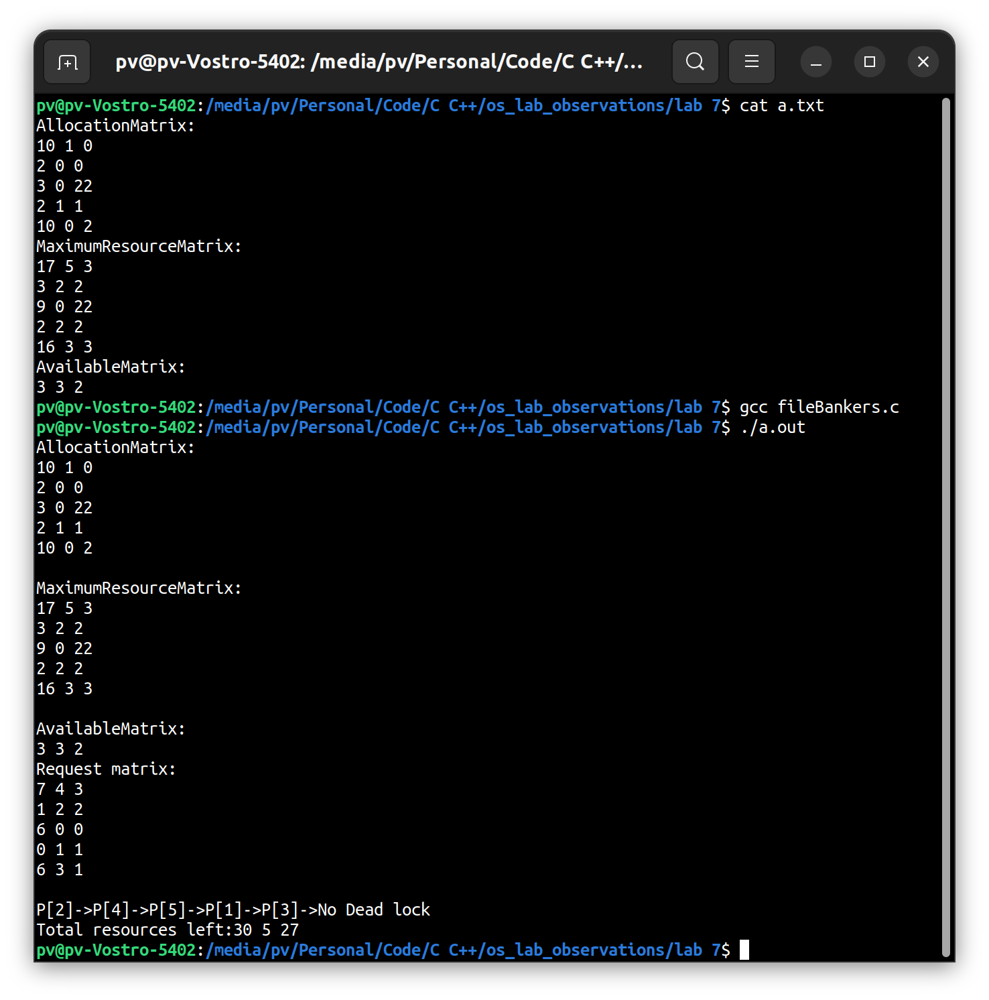 pv@pv-Vostro-5402: /media/pv/Personal/Code/C C++/...
pv@pv-Vostro-5402:/media/pv/Personal/Code/C C++/os_lab_observations/lab 7$ cat a.txt
AllocationMatrix:
10 1 0
2 0 0
3 0 22
2 1 1
10 0 2
MaximumResourceMatrix:
17 5 3
3 2 2
9 0 22
2 2 2
16 3 3
AvailableMatrix:
3 3 2
pv@pv-Vostro-5402:/media/pv/Personal/Code/C C++/os_lab_observations/lab 7$ gcc fileBankers.c
pv@pv-Vostro-5402:/media/pv/Personal/Code/C C++/os_lab_observations/lab 7$ ./a.out
AllocationMatrix:
10 1 0
2 0 0
3 0 22
2 1 1
10 0 2
MaximumResourceMatrix:
17 5 3
3 2 2
9 0 22
2 2 2
16 3 3
AvailableMatrix:
3 3 2
Request matrix:
7 4 3
1 2 2
6 0 0
0 1 1
6 3 1
P[2]->P[4]->P[5]->P[1]->P[3]->No Dead lock
Total resources left:30 5 27
pv@pv-Vostro-5402:/media/pv/Personal/Code/C C++/os_lab_observations/lab 7$